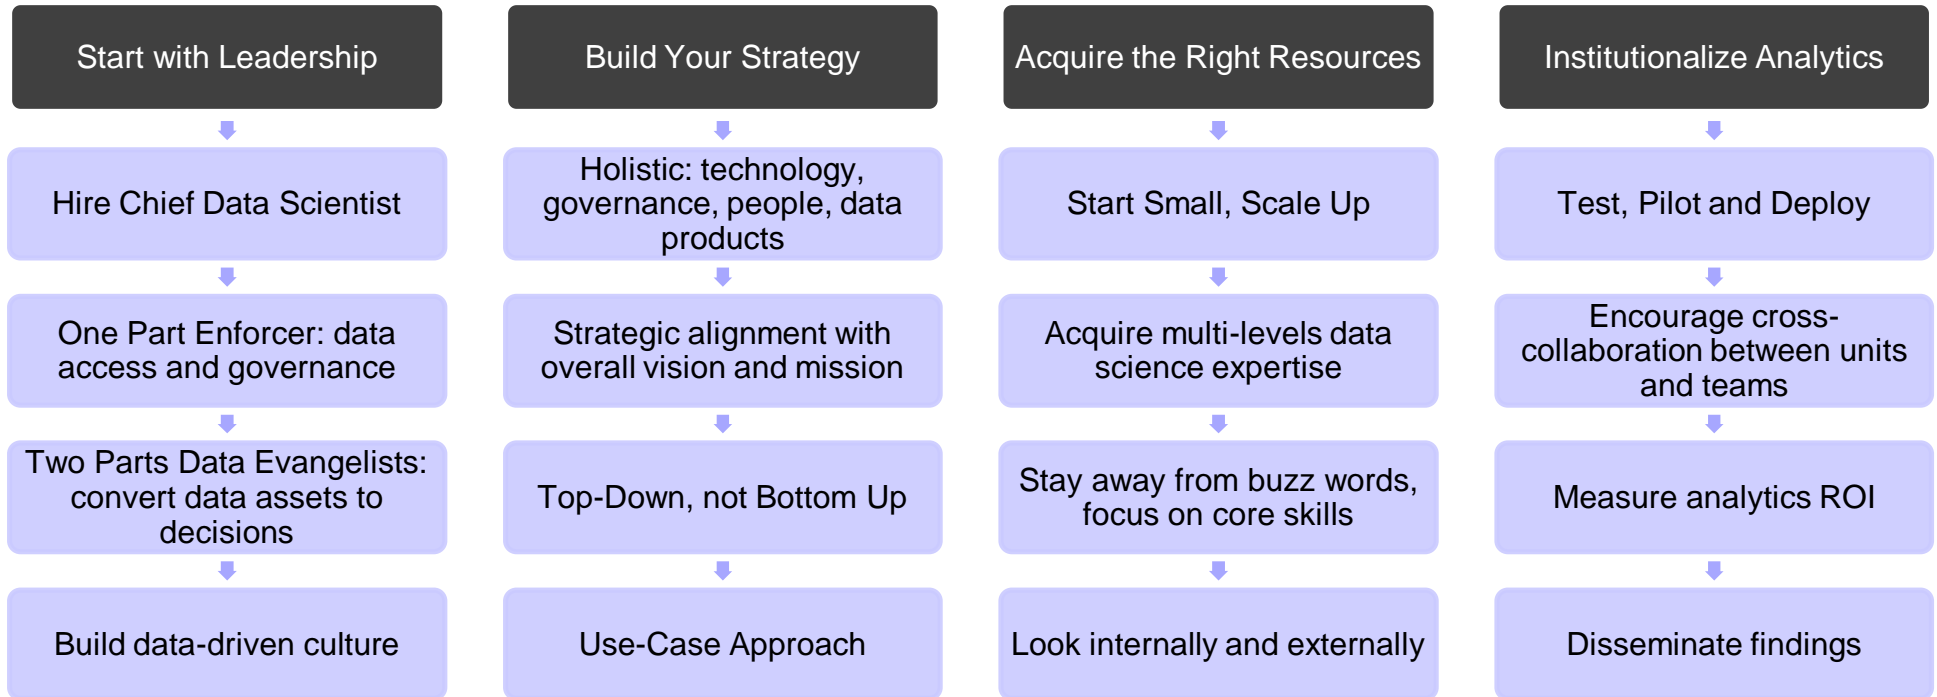 Start with Leadership
Hire Chief Data Scientist
One Part Enforcer: data
access and governance
Two Parts Data Evangelists:
convert data assets to
decisions
Build data-driven culture
Build Your Strategy
Holistic: technology,
governance, people, data
products
Strategic alignment with
overall vision and mission
Top-Down, not Bottom Up
Use-Case Approach
Acquire the Right Resources
Start Small, Scale Up
Acquire multi-levels data
science expertise
Stay away from buzz words,
focus on core skills
Look internally and externally
Institutionalize Analytics
Test, Pilot and Deploy
Encourage cross-
collaboration between units
and teams
Measure analytics ROI
Disseminate findings